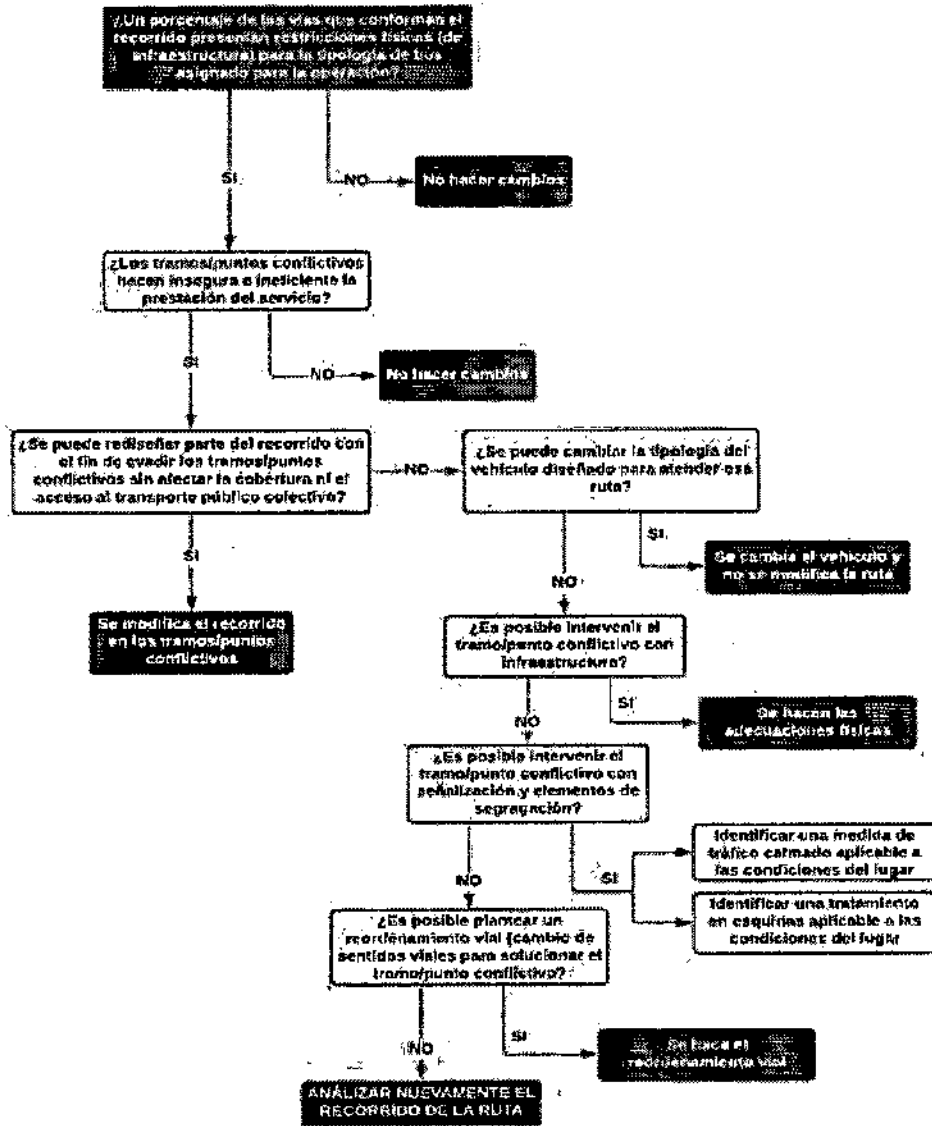 ¿Un porcentaje de las vías que conforman el
recorrido presentan restricciones físicas (de
infraestructura) para la tipología de bus
asignado para la operación?
SI
NO
No hacer cambios
¿Los tramos/puntos conflictivos
hacen insegura o ineficiente la
prestación del servicio?
SI
NO
No hacer cambios
¿Se puede rediseñar parte del recorrido con
el fin de evadir los tramos/puntos
conflictivos sin afectar la cobertura ni el
acceso al transporte público colectivo?
NO
¿Se puede cambiar la tipología del
vehículo diseñado para atender esa
ruta?
SI
Se modifica el recorrido
en los tramos/puntos
conflictivos
SI
Se cambia el vehículo y
no se modifica la ruta
NO
¿Es posible intervenir el
tramo/punto conflictivo con
infraestructura?
SI
Se hacen las
adecuaciones físicas
NO
¿Es posible intervenir el
tramo/punto conflictivo con
señalización y elementos de
segragación?
SI
Identificar una medida de
tráfico calmado aplicable a
las condiciones del lugar
Identificar una tratamiento
en esquinas aplicable a las
condiciones del lugar
NO
¿Es posible plantear un
reordenamiento vial (cambio de
sentidos viales para solucionar el
tramo/punto conflictivo?
SI
Se hace el
reordenamiento vial
NO
ANÁLIZAR NUEVAMENTE EL
RECORRIDO DE LA RUTA